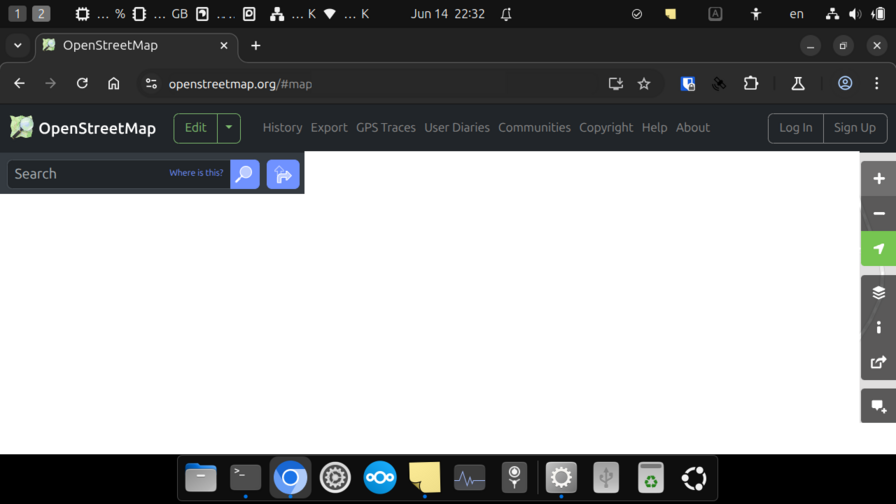 1 2 ... % ... GB ... ... K ... K Jun 14 22:32 A en
OpenStreetMap
openstreetmap.org/#map
OpenStreetMap Edit History Export GPS Traces User Diaries Communities Copyright Help About Log In Sign Up
Search Where is this?
>_